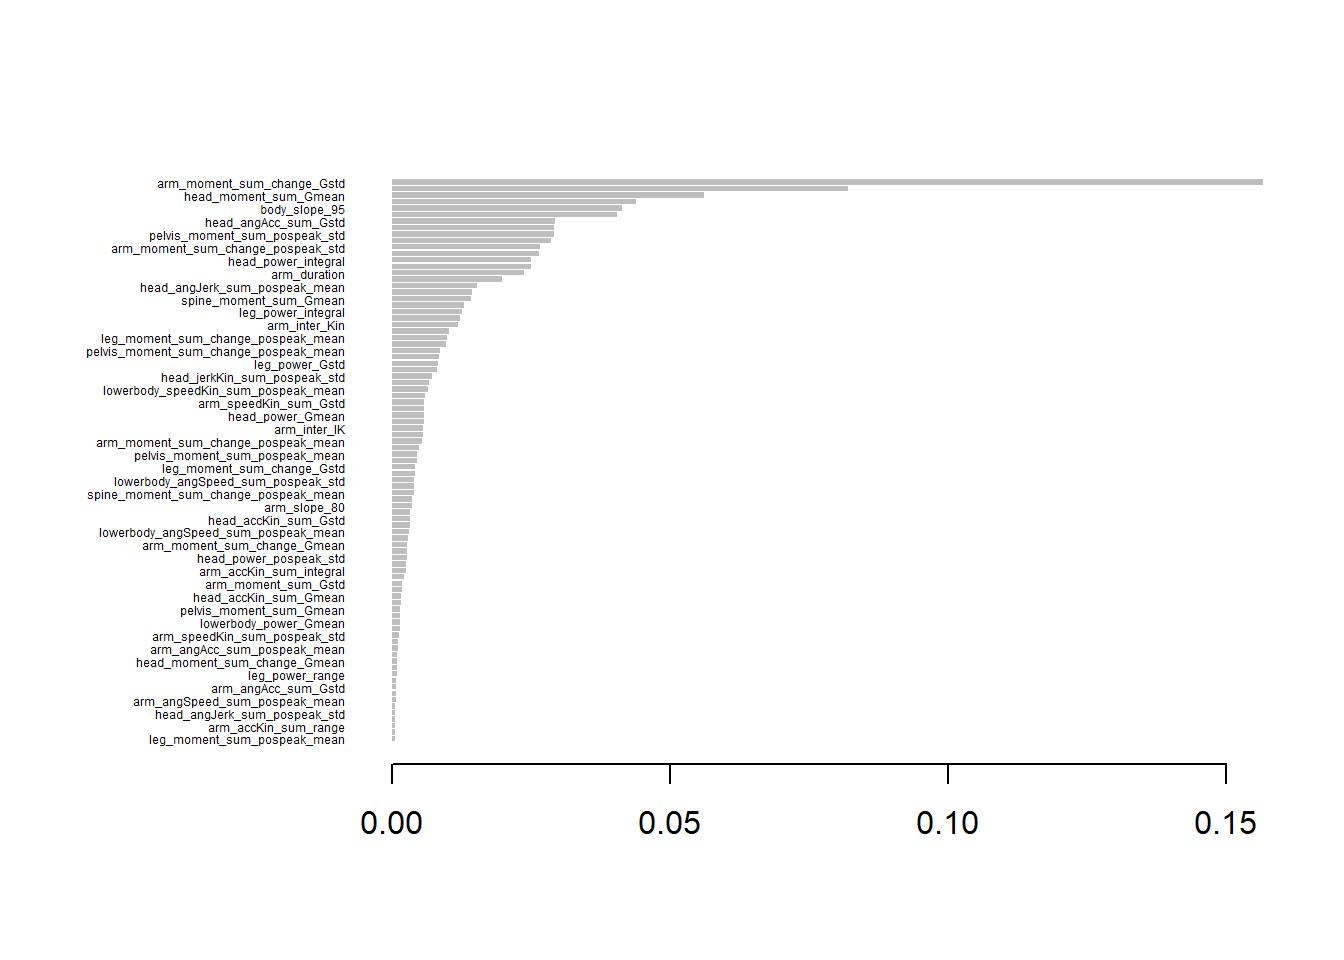 arm_moment_sum_change_Gstd
head_moment_sum_Gmean
body_slope_95
head_angAcc_sum_Gstd
pelvis_moment_sum_pospeak_std
arm_moment_sum_change_pospeak_std
head_power_integral
arm_duration
head_angJerk_sum_pospeak_mean
spine_moment_sum_Gmean
leg_power_integral
arm_inter_Kin
leg_moment_sum_change_pospeak_mean
pelvis_moment_sum_change_pospeak_mean
leg_power_Gstd
head_jerkKin_sum_pospeak_std
lowerbody_speedKin_sum_pospeak_mean
arm_speedKin_sum_Gstd
head_power_Gmean
arm_inter_IK
arm_moment_sum_change_pospeak_mean
pelvis_moment_sum_pospeak_mean
leg_moment_sum_change_Gstd
lowerbody_angSpeed_sum_pospeak_std
spine_moment_sum_change_pospeak_mean
arm_slope_80
head_accKin_sum_Gstd
lowerbody_angSpeed_sum_pospeak_mean
arm_moment_sum_change_Gmean
head_power_pospeak_std
arm_accKin_sum_integral
arm_moment_sum_Gstd
head_accKin_sum_Gmean
pelvis_moment_sum_Gmean
lowerbody_power_Gmean
arm_speedKin_sum_pospeak_std
arm_angAcc_sum_pospeak_mean
head_moment_sum_change_Gmean
leg_power_range
arm_angAcc_sum_Gstd
arm_angSpeed_sum_pospeak_mean
head_angJerk_sum_pospeak_std
arm_accKin_sum_range
leg_moment_sum_pospeak_mean
0.00 0.05 0.10 0.15